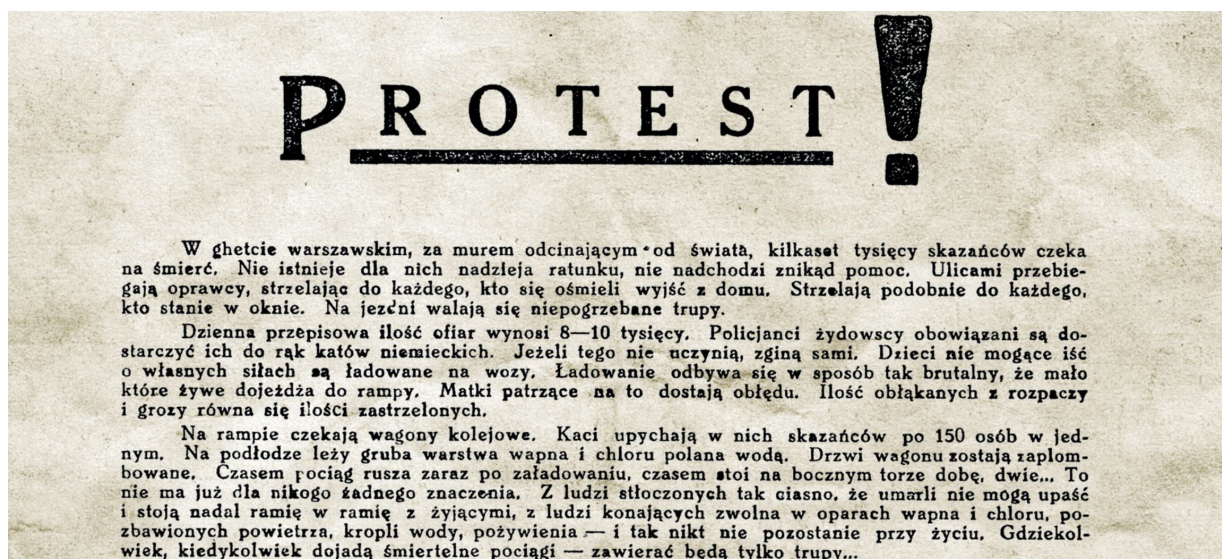 PROTEST!
W ghetcie warszawskim, za murem odcinającym od świata, kilkaset tysięcy skazańców czeka
na śmierć. Nie istnieje dla nich nadzieja ratunku, nie nadchodzi znikąd pomoc. Ulicami przebie-
gają oprawcy, strzelając do każdego, kto się ośmieli wyjść z domu. Strzelają podobnie do każdego,
kto stanie w oknie. Na jezdni walają się niepogrzebane trupy.
Dzienna przepisowa ilość ofiar wynosi 8—10 tysięcy. Policjanci żydowscy obowiązani są do-
starczyć ich do rąk katów niemieckich. Jeżeli tego nie uczynią, zginą sami. Dzieci nie mogące iść
o własnych siłach są ładowane na wozy. Ładowanie odbywa się w sposób tak brutalny, że mało
które żywe dojeżdża do rampy. Matki patrzące na to dostają obłędu. Ilość obłąkanych z rozpaczy
i grozy równa się ilości zastrzelonych.
Na rampie czekają wagony kolejowe. Kaci upychają w nich skazańców po 150 osób w jed-
nym. Na podłodze leży gruba warstwa wapna i chloru polana wodą. Drzwi wagonu zostają zaplom-
bowane. Czasem pociąg rusza zaraz po załadowaniu, czasem stoi na bocznym torze dobę, dwie... To
nie ma już dla nikogo żadnego znaczenia. Z ludzi stłoczonych tak ciasno, że umarli nie mogą upaść
i stoją nadal ramię w ramię z żyjącymi, z ludzi konających zwolna w oparach wapna i chloru, po-
zbawionych powietrza, kropli wody, pożywienia — i tak nikt nie pozostanie przy życiu. Gdziekol-
wiek, kiedykolwiek dojadą śmiertelne pociągi — zawierać będą tylko trupy...